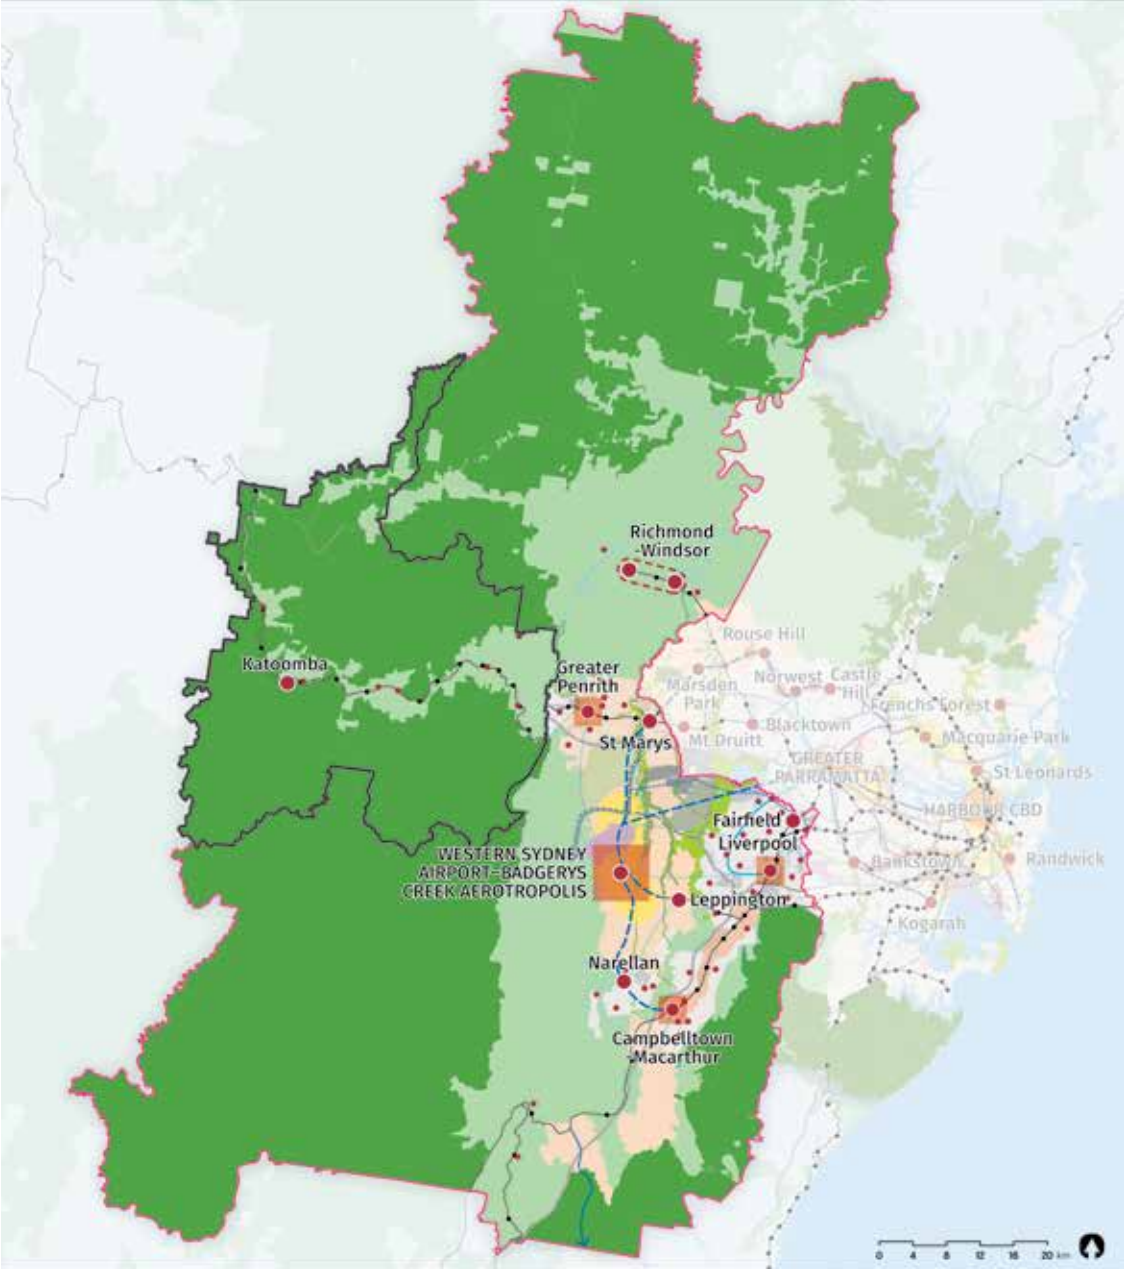 Richmond
-Windsor
Rouse Hill
Katoomba
Greater
Penrith
Marsden
Park
Norwest
Castle
Hill
Frenchs Forest
St Marys
Mt Druitt
Blacktown
Macquarie Park
GREATER
PARRAMATTA
St Leonards
HARBOUR CBD
Fairfield
Liverpool
WESTERN SYDNEY
AIRPORT–BADGERYS
CREEK AEROTROPOLIS
Bankstown
Randwick
Leppington
Kogarah
Narellan
Campbelltown
-Macarthur
0 4 8 12 16 20 km